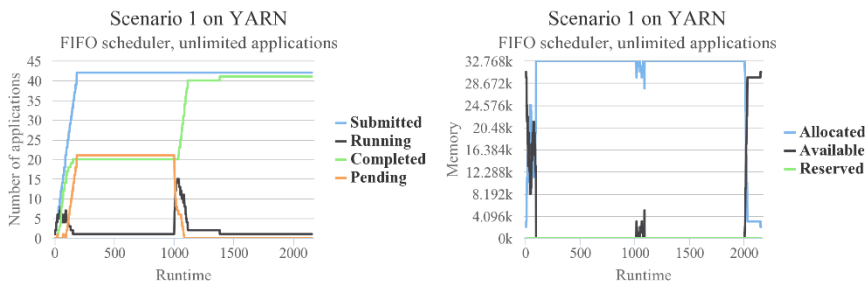 Scenario 1 on YARN
FIFO scheduler, unlimited applications
Number of applications
45
40
35
30
25
20
15
10
5
0
0
500
1000
1500
2000
Runtime
Submitted
Running
Completed
Pending
Scenario 1 on YARN
FIFO scheduler, unlimited applications
Memory
32.768k
28.672k
24.576k
20.48k
16.384k
12.288k
8.192k
4.096k
0k
0
500
1000
1500
2000
Runtime
Allocated
Available
Reserved